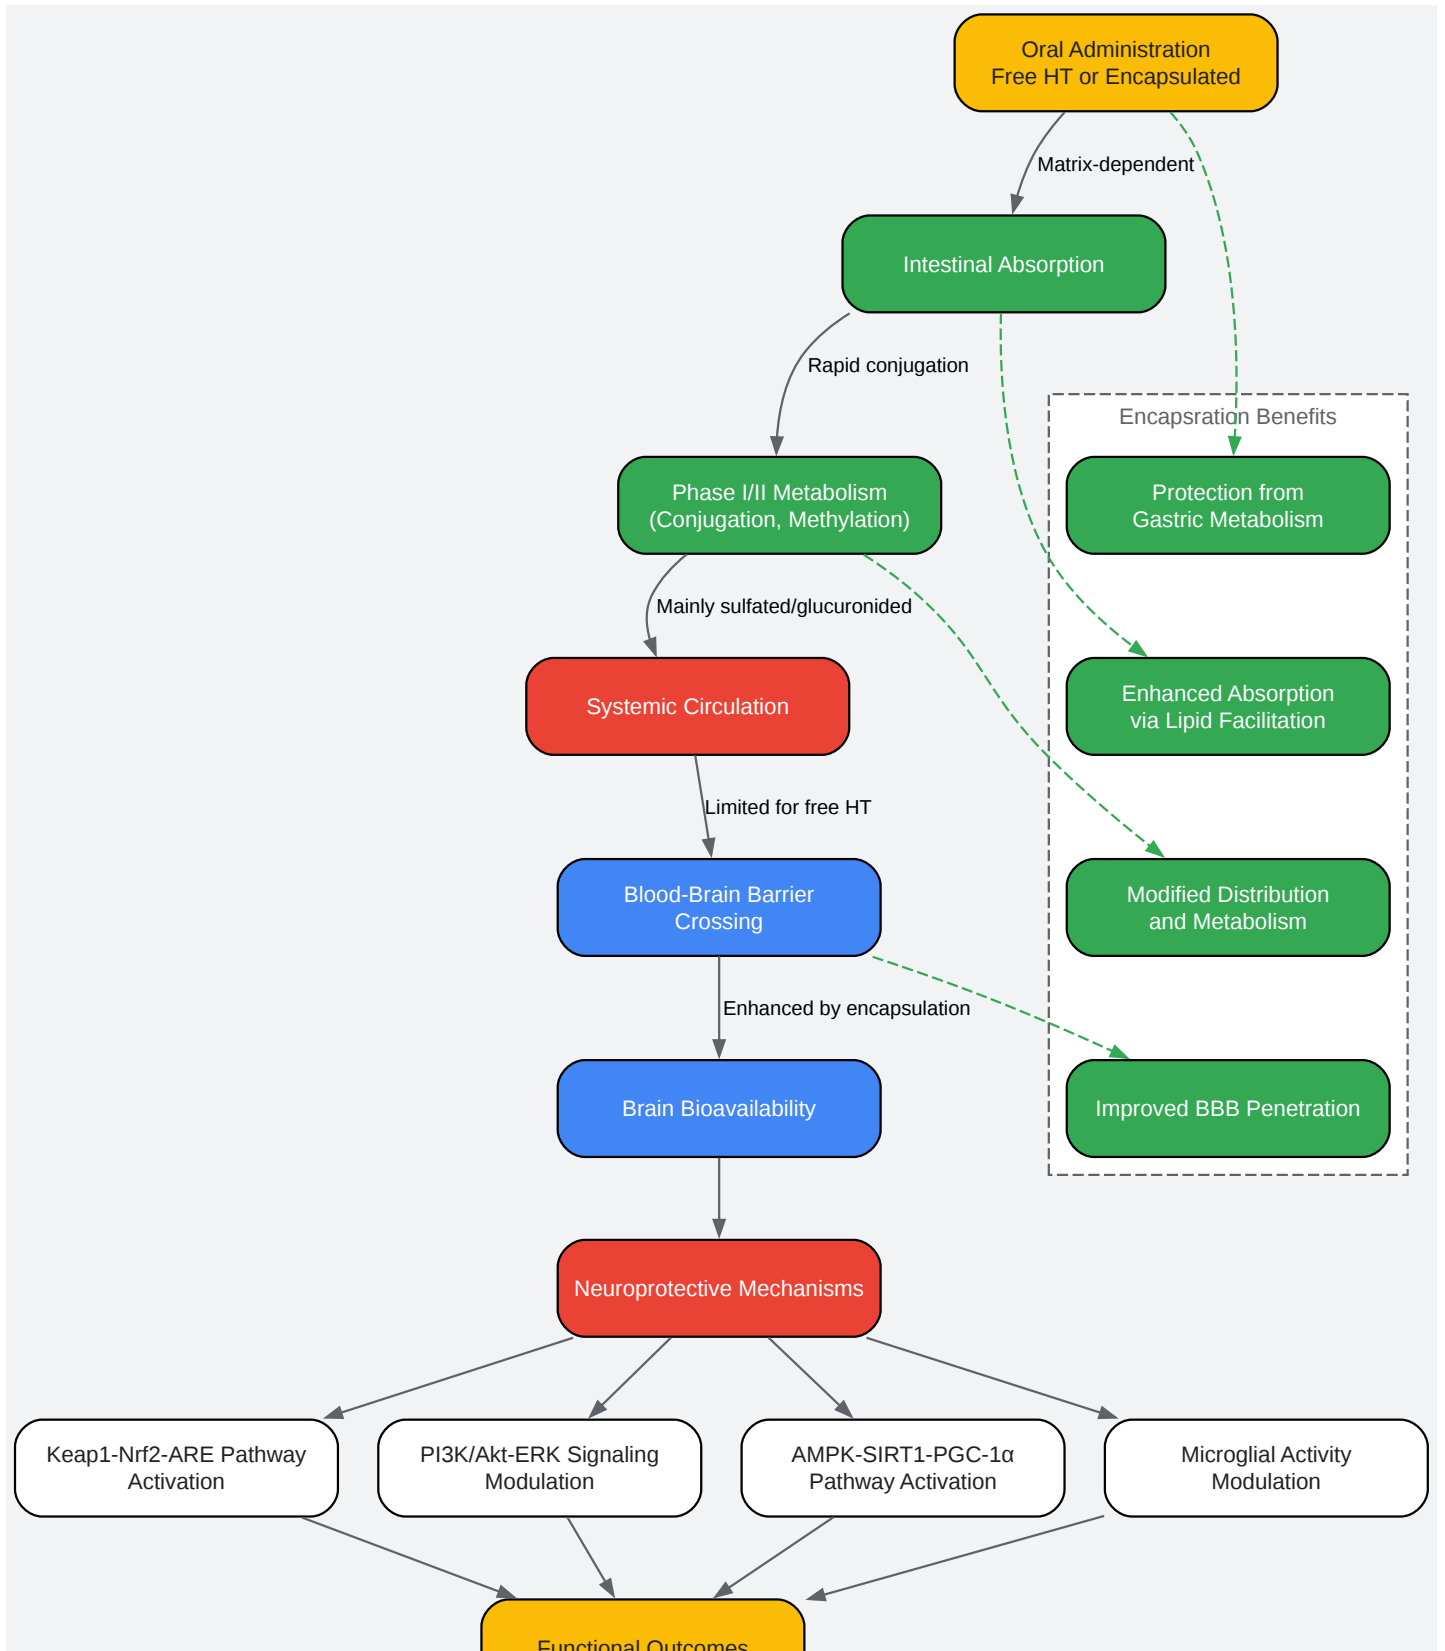 Oral Administration
Free HT or Encapsulated
Matrix-dependent
Intestinal Absorption
Rapid conjugation
Encapsration Benefits
Phase I/II Metabolism
(Conjugation, Methylation)
Protection from
Gastric Metabolism
Mainly sulfated/glucuronided
Systemic Circulation
Enhanced Absorption
via Lipid Facilitation
Limited for free HT
Blood-Brain Barrier
Crossing
Modified Distribution
and Metabolism
Enhanced by encapsulation
Brain Bioavailability
Improved BBB Penetration
Neuroprotective Mechanisms
Keap1-Nrf2-ARE Pathway
Activation
PI3K/Akt-ERK Signaling
Modulation
AMPK-SIRT1-PGC-1α
Pathway Activation
Microglial Activity
Modulation
Functional Outcomes